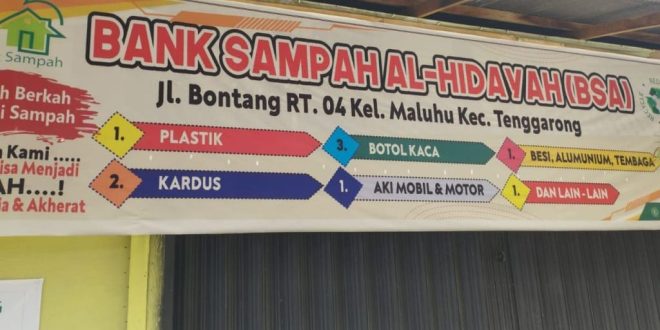 Sampah
BANK SAMPAH AL-HIDAYAH (BSA)
Jl. Bontang RT. 04 Kel. Maluhu Kec. Tenggarong
Berkah
Sampah
Kami .....
Menjadi
....!
& Akherat
1. PLASTIK
2. KARDUS
3. BOTOL KACA
1. AKI MOBIL & MOTOR
1. BESI, ALUMUNIUM, TEMBAGA
1. DAN LAIN - LAIN